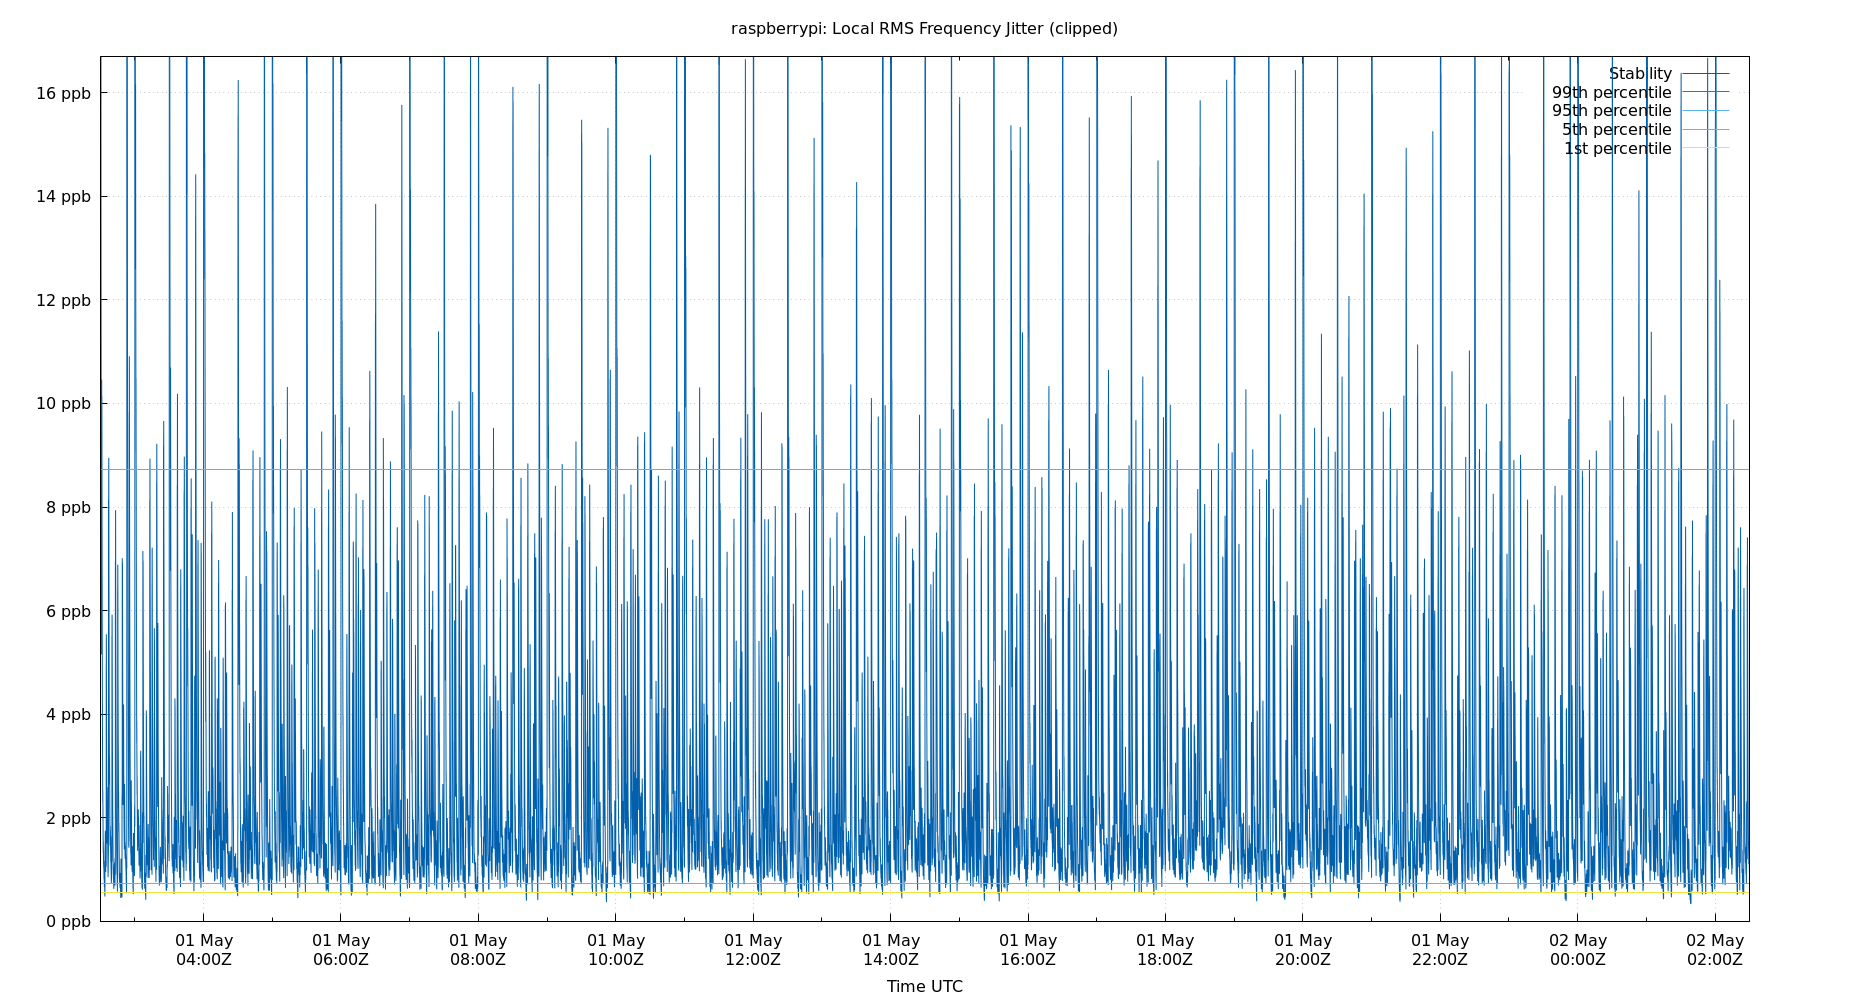 raspberrypi: Local RMS Frequency Jitter (clipped)
Stability
99th percentile
95th percentile
5th percentile
1st percentile
16 ppb
14 ppb
12 ppb
10 ppb
8 ppb
6 ppb
4 ppb
2 ppb
0 ppb
01 May 01 May 01 May 01 May 01 May 01 May 01 May 01 May 01 May 01 May 02 May 02 May
04:00Z 06:00Z 08:00Z 10:00Z 12:00Z 14:00Z 16:00Z 18:00Z 20:00Z 22:00Z 00:00Z 02:00Z
Time UTC